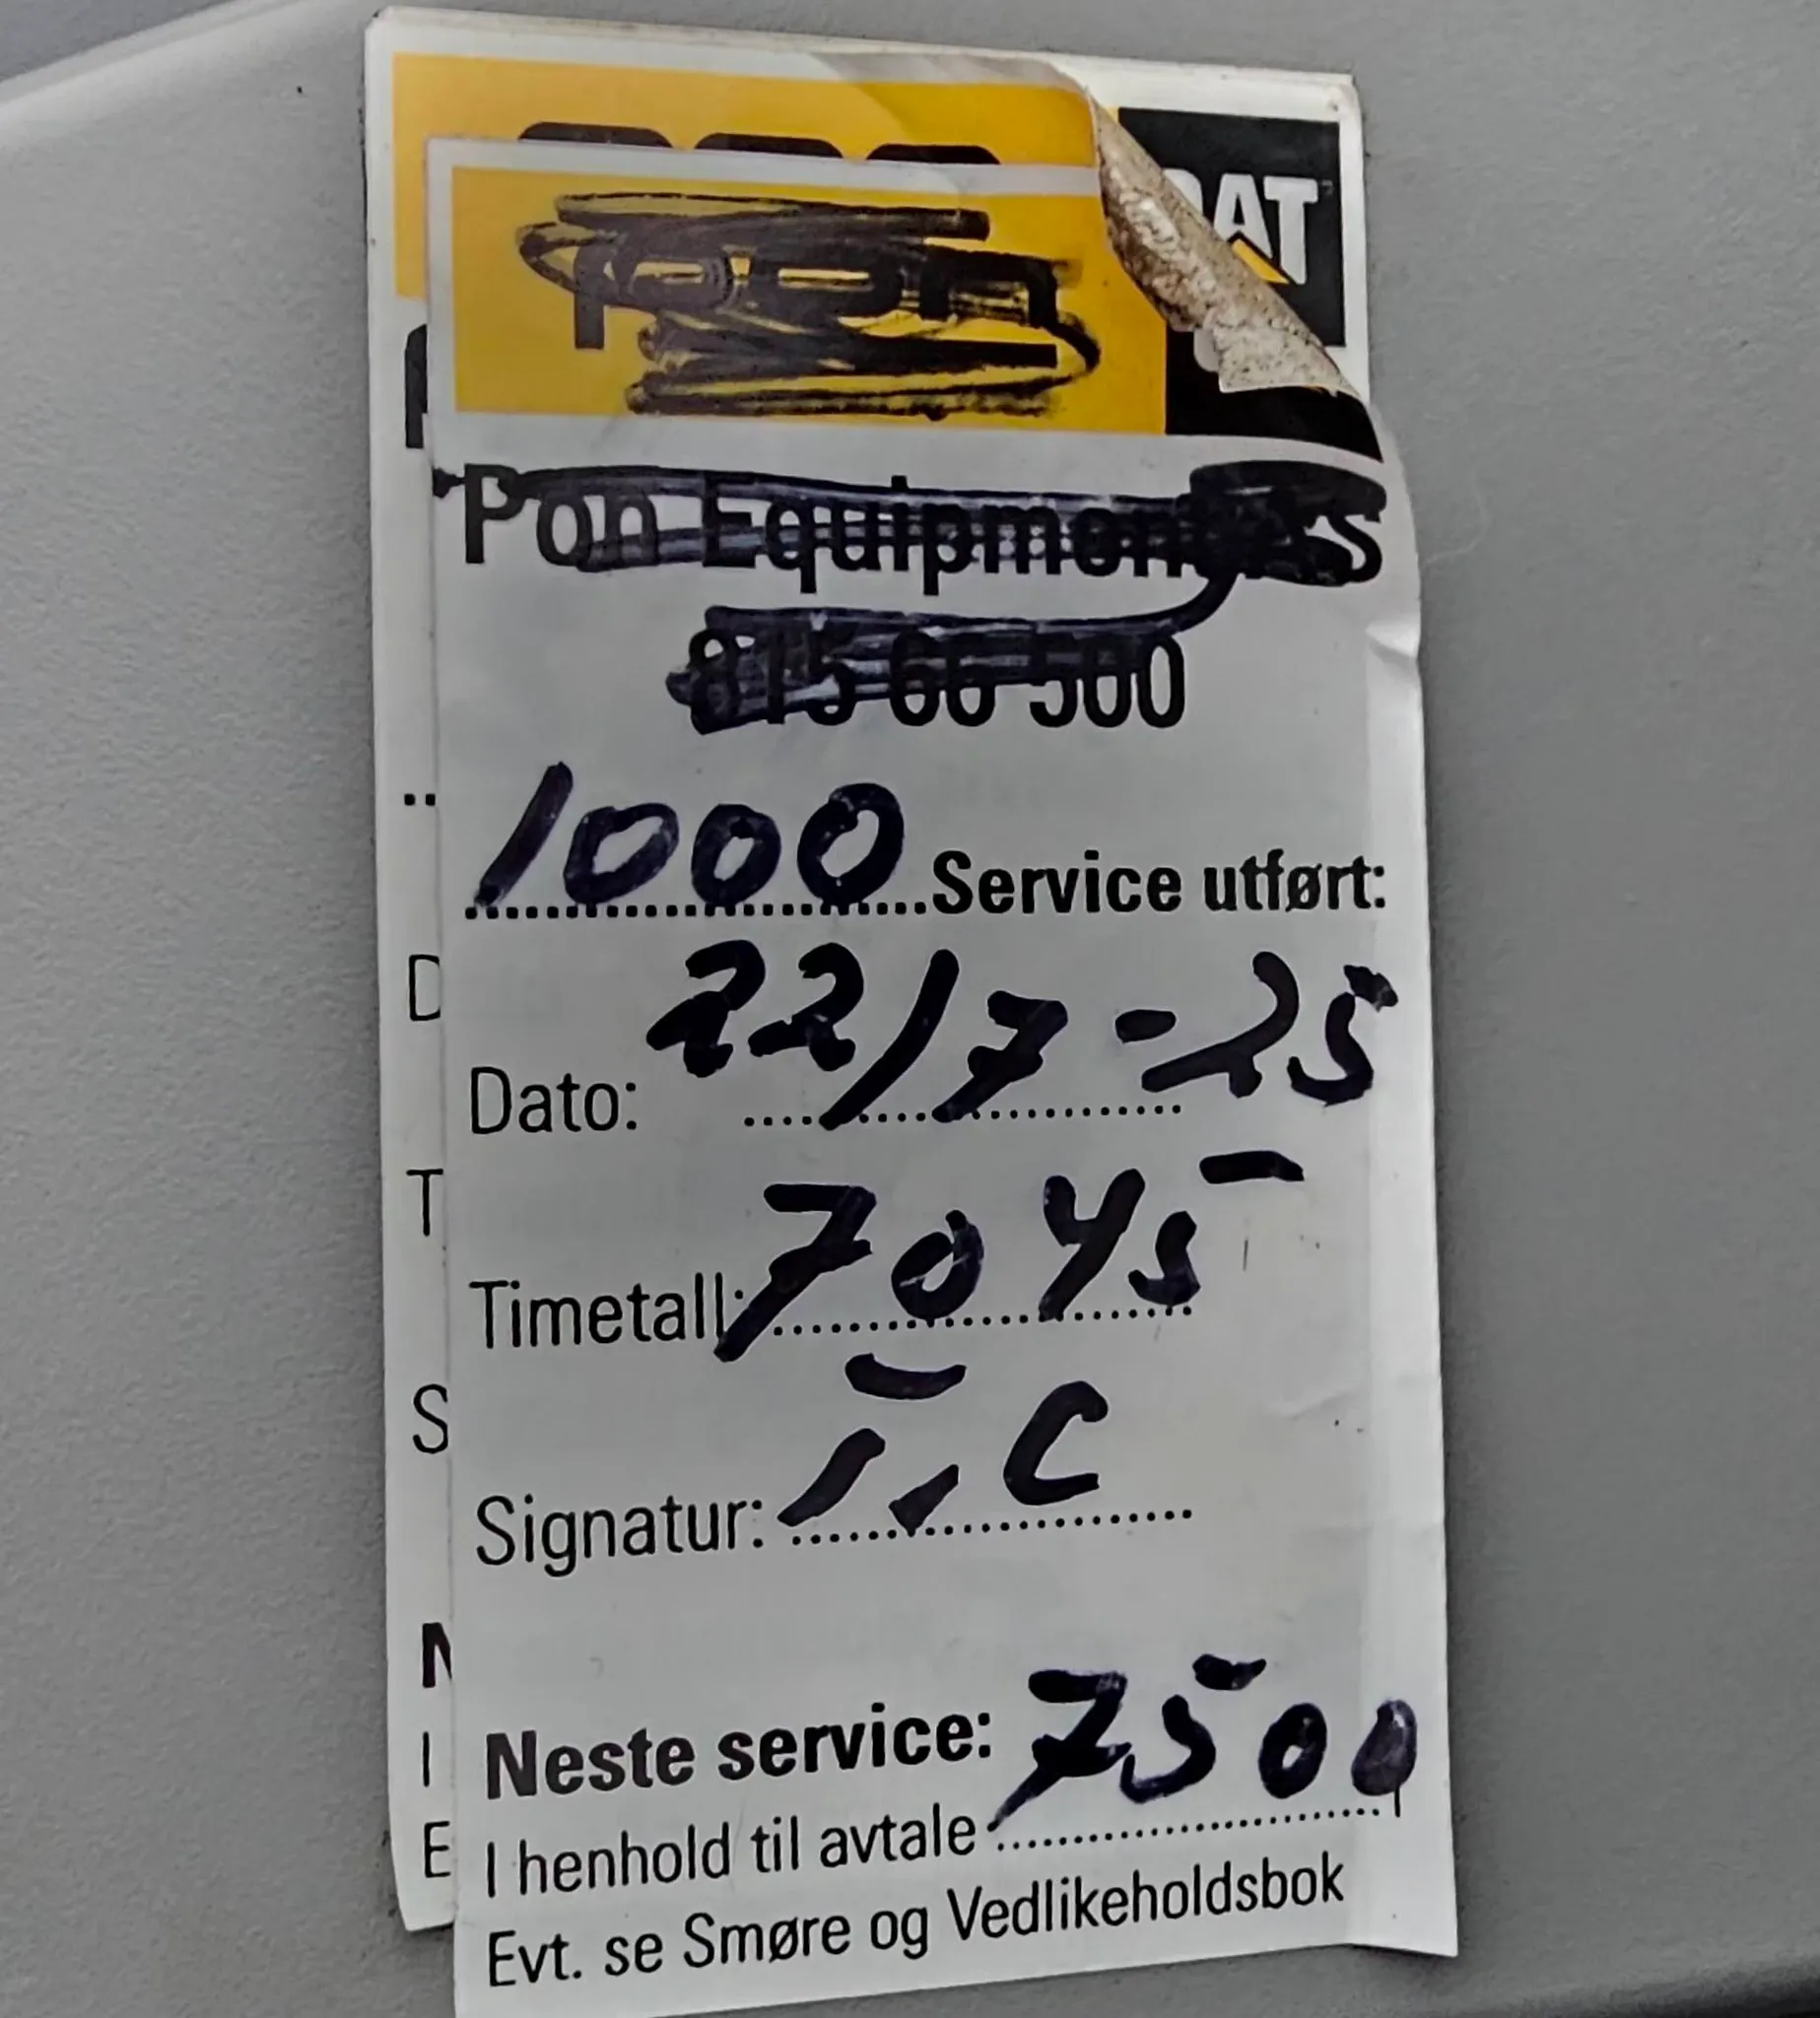 CAT
pon
Pon Equipment AS
815 66 500
1000 Service utført:
Dato: 22/7-25
Timetall: 7045
Signatur:
Neste service: 7500
I henhold til avtale
Evt. se Smøre og Vedlikeholdsbok